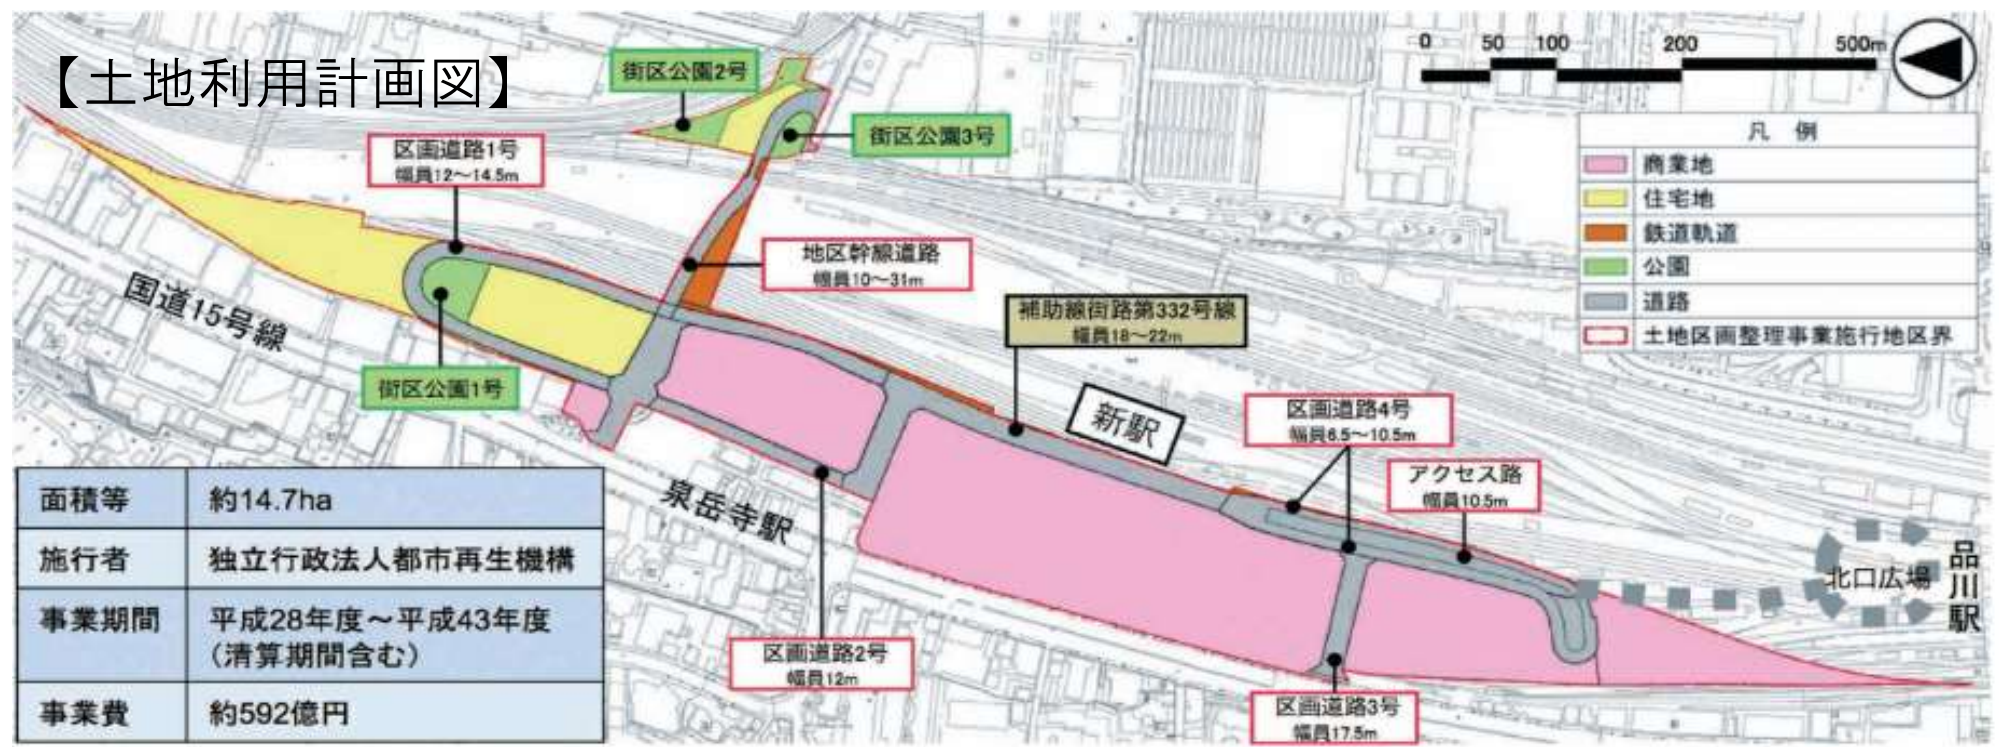 【土地利用計画図】
街区公園2号
街区公園3号
区画道路1号
幅員12〜14.5m
0 50 100 200 500m
凡 例
商業地
住宅地
鉄道軌道
公園
道路
土地区画整理事業施行地区界
地区幹線道路
幅員10〜31m
国道15号線
街区公園1号
補助線街路第332号線
幅員18〜22m
新駅
区画道路4号
幅員6.5〜10.5m
アクセス路
幅員10.5m
泉岳寺駅
北口広場
品川駅
区画道路2号
幅員12m
区画道路3号
幅員17.5m
面積等 約14.7ha
施行者 独立行政法人都市再生機構
事業期間 平成28年度〜平成43年度
（清算期間含む）
事業費 約592億円